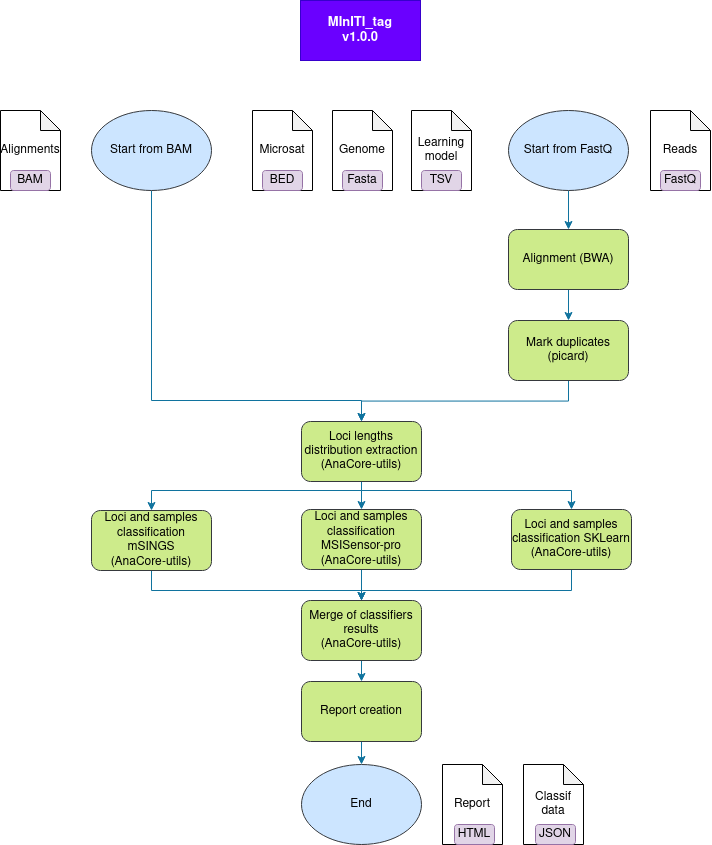 MInITI_tag
v1.0.0
Alignments
BAM
Start from BAM
Microsat
BED
Genome
Fasta
Learning
model
TSV
Start from FastQ
Reads
FastQ
Alignment (BWA)
Mark duplicates
(picard)
Loci lengths
distribution extraction
(AnaCore-utils)
Loci and samples
classification
mSINGS
(AnaCore-utils)
Loci and samples
classification
MSISensor-pro
(AnaCore-utils)
Loci and samples
classification SKLearn
(AnaCore-utils)
Merge of classifiers
results
(AnaCore-utils)
Report creation
End
Report
HTML
Classif
data
JSON